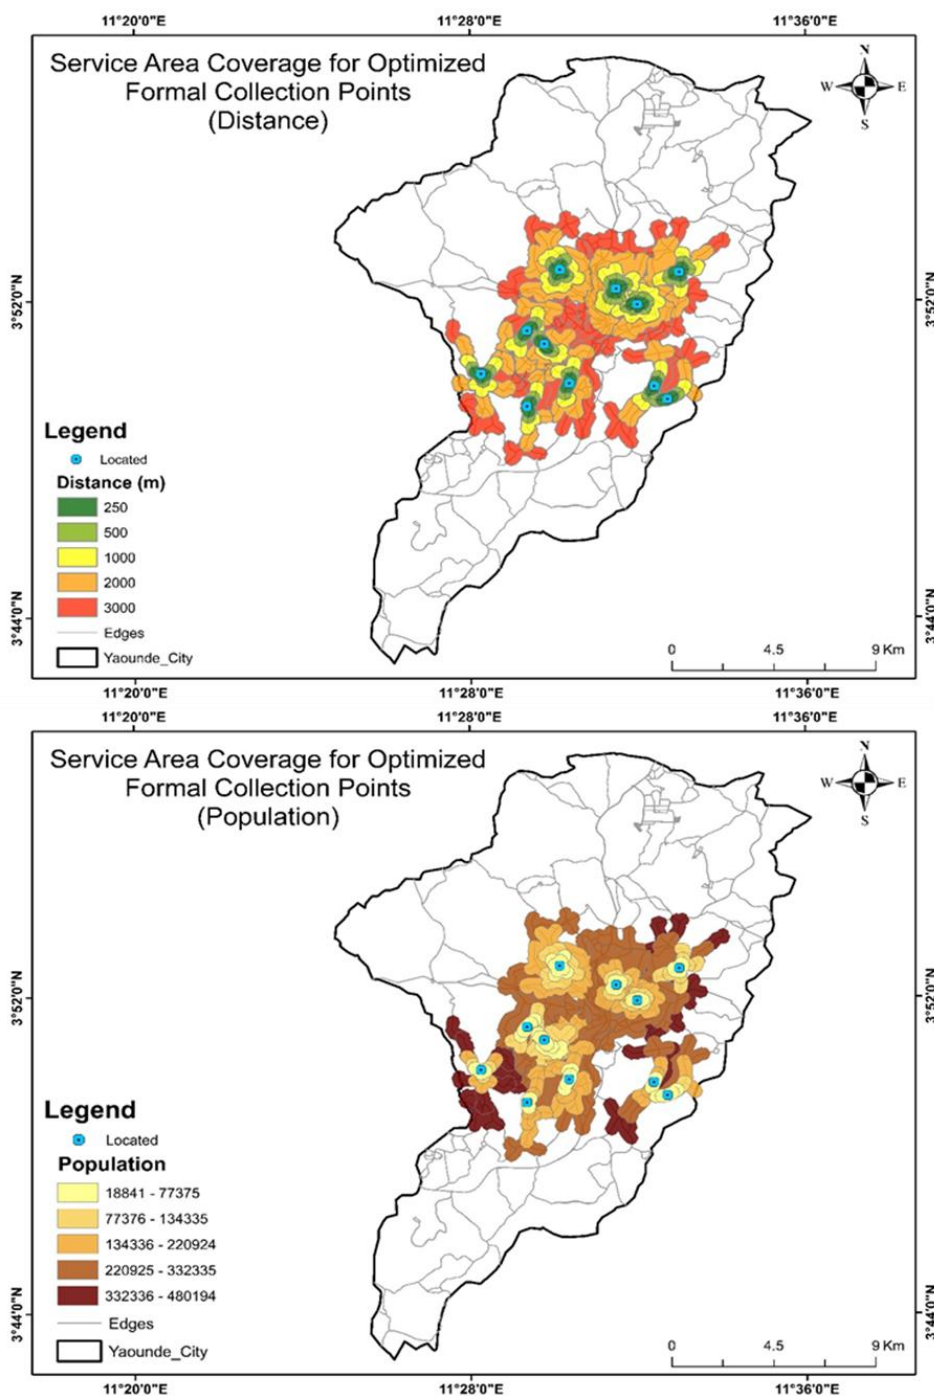 11°20'0"E 11°28'0"E 11°36'0"E
Service Area Coverage for Optimized
Formal Collection Points
(Distance)
N
W E
S
3°52'0"N 3°52'0"N
Legend
Located
Distance (m)
250
500
1000
2000
3000
Edges
Yaounde_City
3°44'0"N 3°44'0"N
0 4.5 9 Km
11°20'0"E 11°28'0"E 11°36'0"E
11°20'0"E 11°28'0"E 11°36'0"E
Service Area Coverage for Optimized
Formal Collection Points
(Population)
N
W E
S
3°52'0"N 3°52'0"N
Legend
Located
Population
18841 - 77375
77376 - 134335
134336 - 220924
220925 - 332335
332336 - 480194
Edges
Yaounde_City
3°44'0"N 3°44'0"N
0 4.5 9 Km
11°20'0"E 11°28'0"E 11°36'0"E